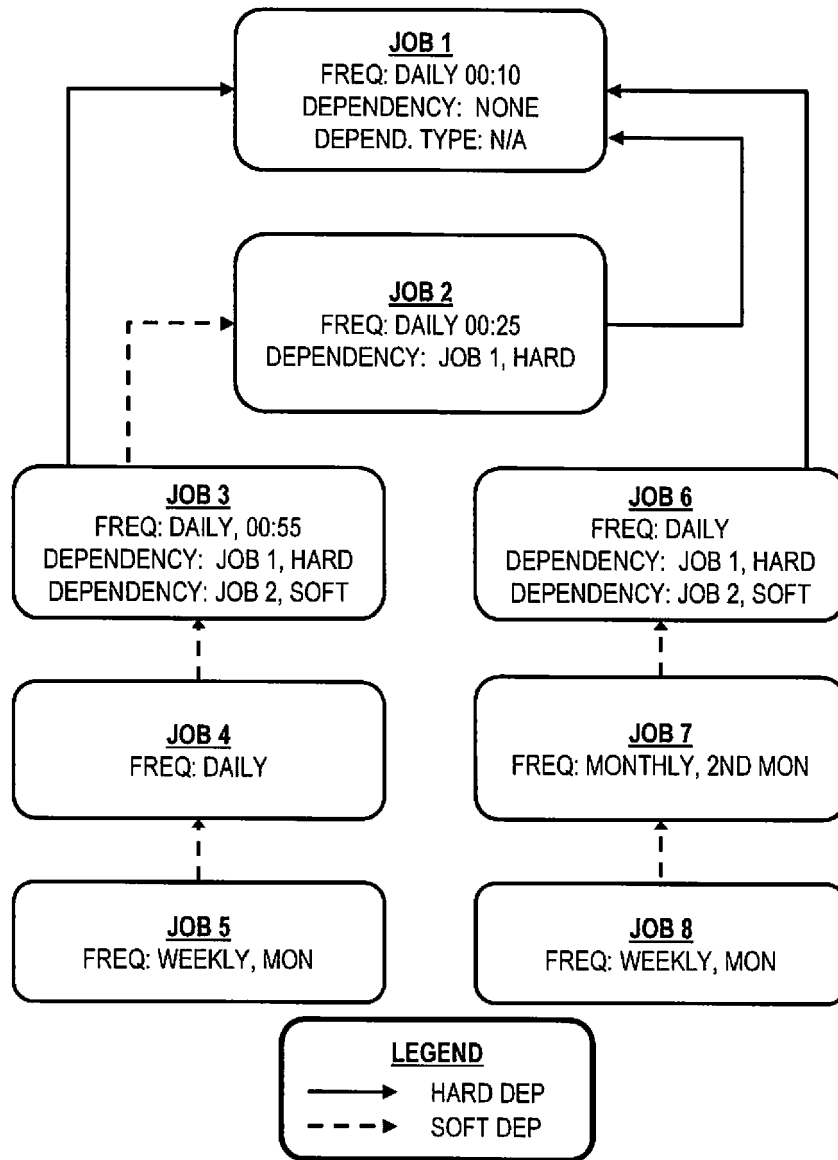 JOB 1
FREQ: DAILY 00:10
DEPENDENCY: NONE
DEPEND. TYPE: N/A
JOB 2
FREQ: DAILY 00:25
DEPENDENCY: JOB 1, HARD
JOB 3
FREQ: DAILY, 00:55
DEPENDENCY: JOB 1, HARD
DEPENDENCY: JOB 2, SOFT
JOB 6
FREQ: DAILY
DEPENDENCY: JOB 1, HARD
DEPENDENCY: JOB 2, SOFT
JOB 4
FREQ: DAILY
JOB 7
FREQ: MONTHLY, 2ND MON
JOB 5
FREQ: WEEKLY, MON
JOB 8
FREQ: WEEKLY, MON
LEGEND
HARD DEP
SOFT DEP